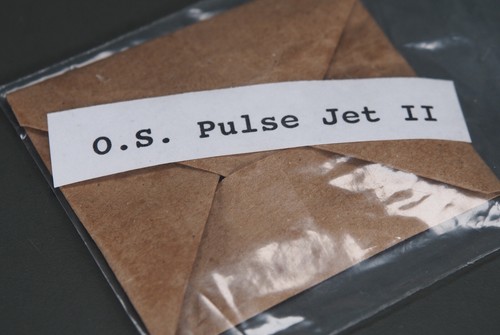 O.S. Pulse Jet II